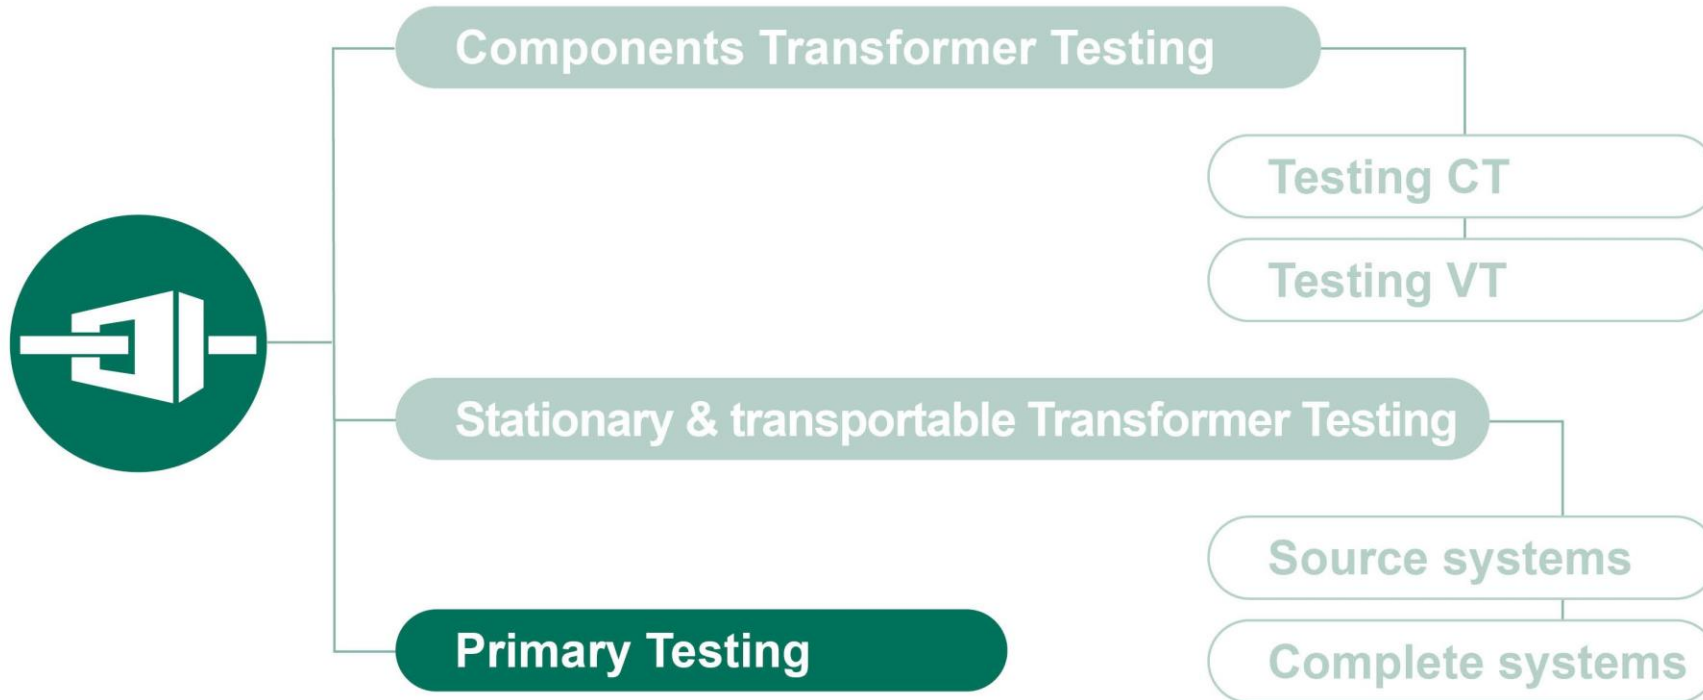 Components Transformer Testing
Testing CT
Testing VT
Stationary & transportable Transformer Testing
Source systems
Complete systems
Primary Testing